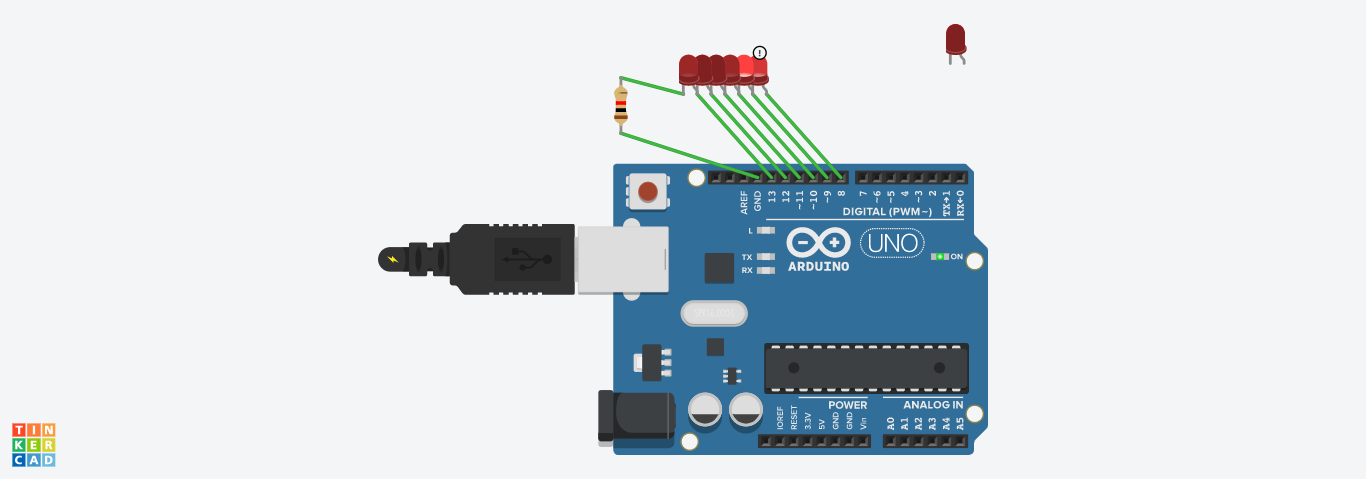 !
AREF
GND
13
12
~11
~10
~9
8
7
~6
~5
4
~3
2
TX→1
RX←0
DIGITAL (PWM~)
L
TX
RX
ARDUINO
UNO
ON
IOREF
RESET
3.3V
5V
GND
GND
Vin
POWER
A0
A1
A2
A3
A4
A5
ANALOG IN
TIN
KER
CAD